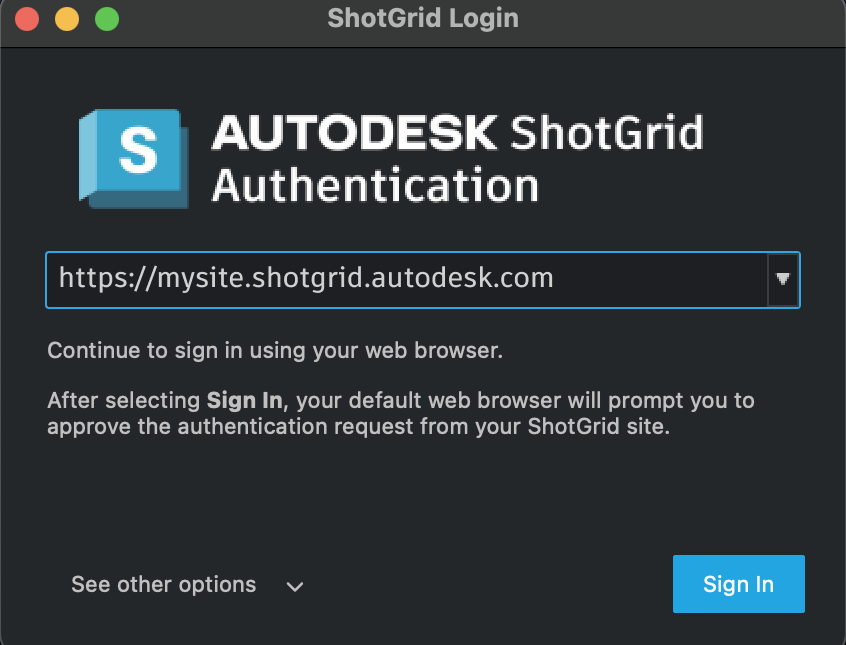 ShotGrid Login
S
AUTODESK ShotGrid
Authentication
https://mysite.shotgrid.autodesk.com
Continue to sign in using your web browser.
After selecting Sign In, your default web browser will prompt you to
approve the authentication request from your ShotGrid site.
See other options
Sign In